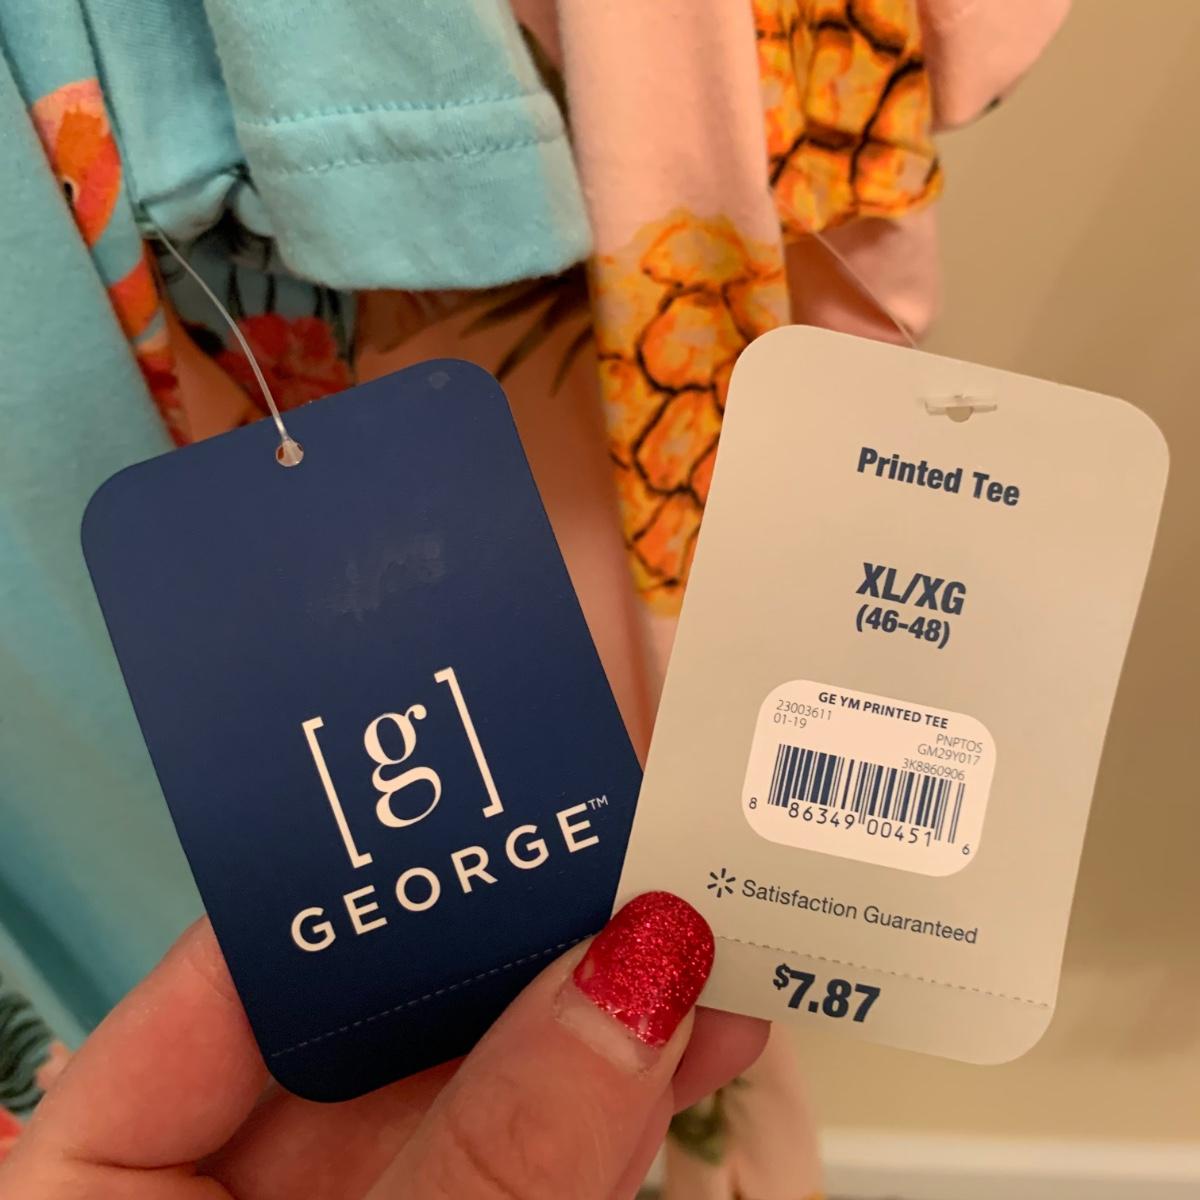 [g]
GEORGE™
Printed Tee
XL/XG
(46-48)
GE YM PRINTED TEE
23003611
01-19
PNPTOS
GM29Y017
3K8860906
8 86349 00451 6
Satisfaction Guaranteed
$7.87